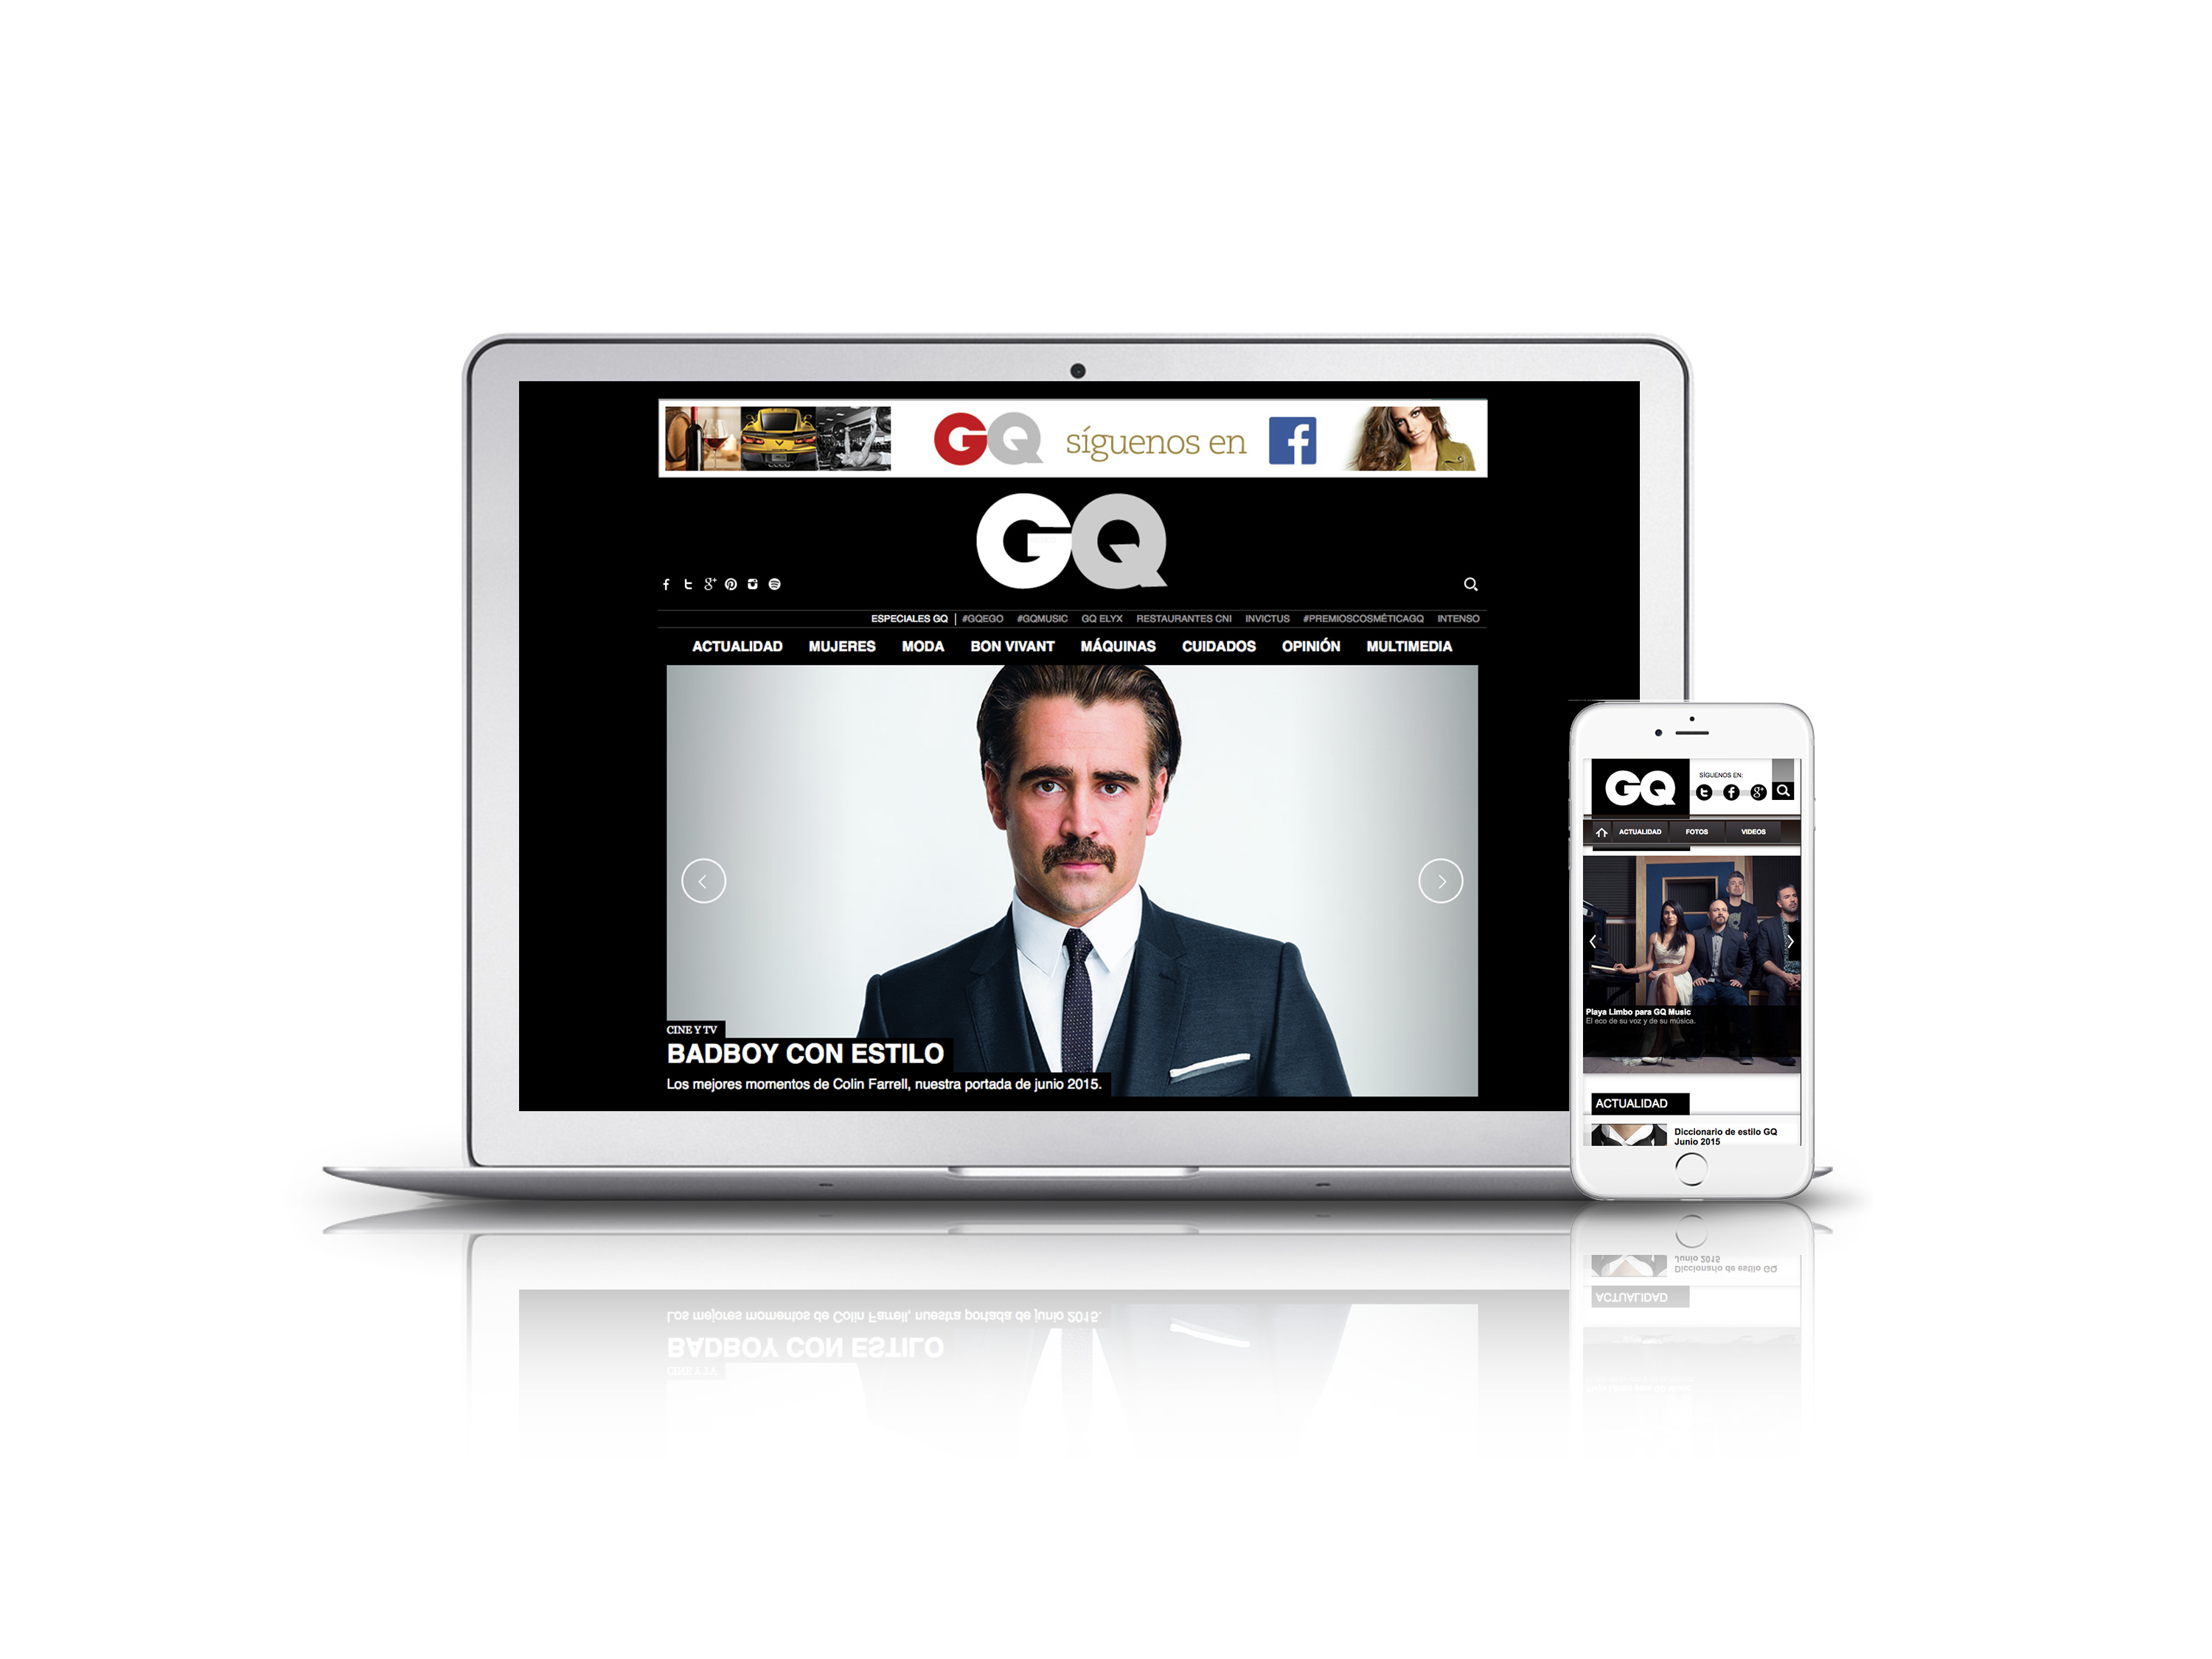 GQ síguenos en f
GQ
ESPECIALES GQ | #GQEGO #GQMUSIC GQ ELYX RESTAURANTES CNI INVICTUS #PREMIOSCOSMÉTICAGQ INTENSO
ACTUALIDAD MUJERES MODA BON VIVANT MÁQUINAS CUIDADOS OPINIÓN MULTIMEDIA
CINE Y TV
BADBOY CON ESTILO
Los mejores momentos de Colin Farrell, nuestra portada de junio 2015.
GQ
SÍGUENOS EN:
ACTUALIDAD FOTOS VIDEOS
Playa Limbo para GQ Music
El eco de su voz y de su música.
ACTUALIDAD
Diccionario de estilo GQ
Junio 2015